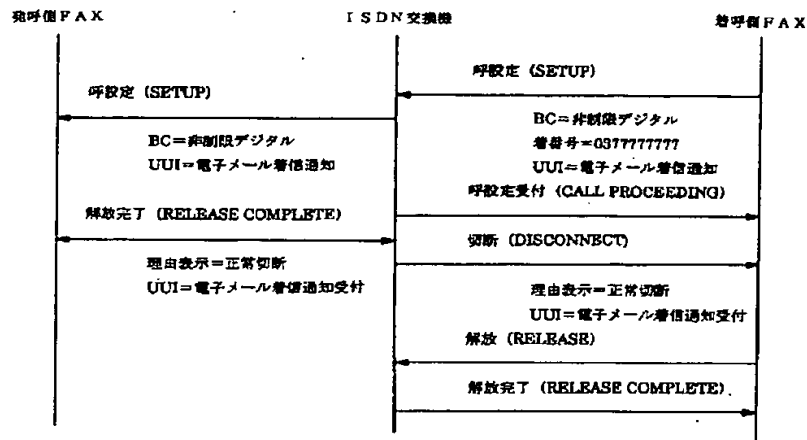 発呼側FAX
ISDN交換機
着呼側FAX
呼設定 (SETUP)
呼設定 (SETUP)
BC=非制限デジタル
着番号=0377777777
UUI=電子メール着信通知
BC=非制限デジタル
UUI=電子メール着信通知
呼設定受付 (CALL PROCEEDING)
解放完了 (RELEASE COMPLETE)
切断 (DISCONNECT)
理由表示=正常切断
UUI=電子メール着信通知受付
理由表示=正常切断
UUI=電子メール着信通知受付
解放 (RELEASE)
解放完了 (RELEASE COMPLETE)